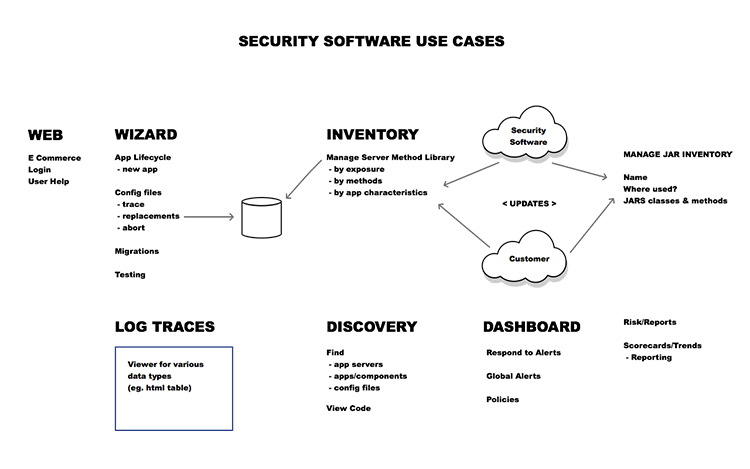 SECURITY SOFTWARE USE CASES
WEB
E Commerce
Login
User Help
WIZARD
App Lifecycle
- new app
Config files
- trace
- replacements
- abort
Migrations
Testing
INVENTORY
Manage Server Method Library
- by exposure
- by methods
- by app characteristics
Security
Software
< UPDATES >
Customer
MANAGE JAR INVENTORY
Name
Where used?
JARS classes & methods
LOG TRACES
Viewer for various
data types
(eg. html table)
DISCOVERY
Find
- app servers
- apps/components
- config files
View Code
DASHBOARD
Respond to Alerts
Global Alerts
Policies
Risk/Reports
Scorecards/Trends
- Reporting